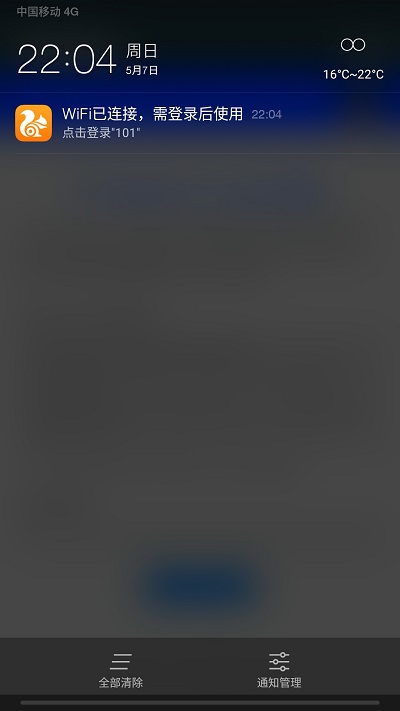 中国移动 4G
22:04
周日
5月7日
16°C~22°C
WiFi已连接，需登录后使用 22:04
点击登录"101"
全部清除
通知管理